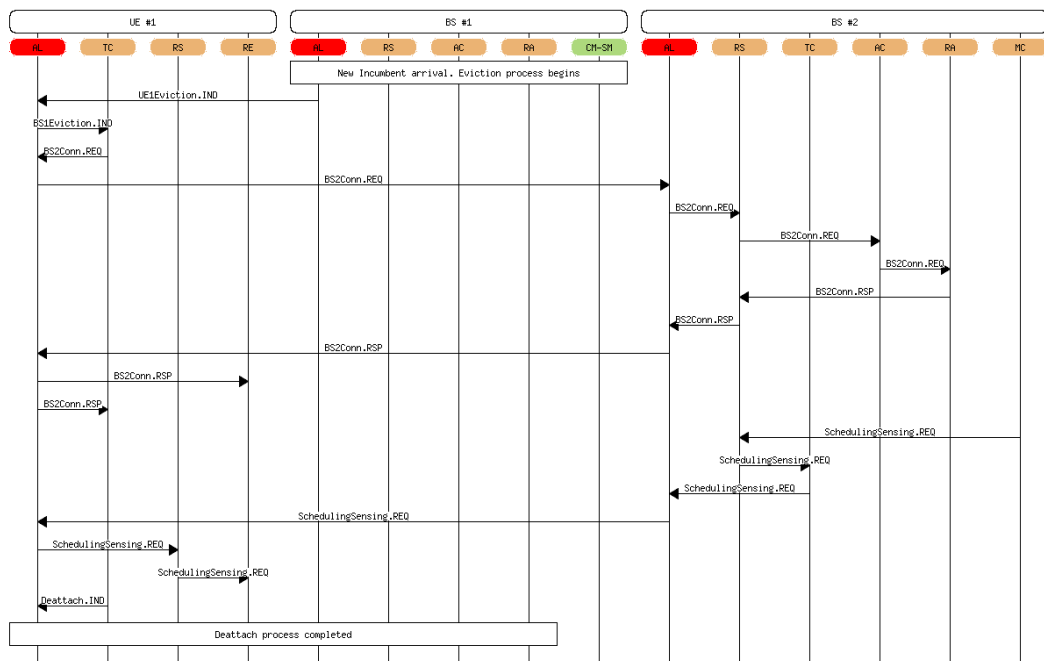 UE #1 BS #1 BS #2
AL TC RS RE AL RS AC RA CM-SM AL RS TC AC RA MC
New Incumbent arrival. Eviction process begins
UE1Eviction.IND
BS1Eviction.IND
BS2Conn.REQ
BS2Conn.REQ
BS2Conn.REQ
BS2Conn.REQ
BS2Conn.REQ
BS2Conn.RSP
BS2Conn.RSP
BS2Conn.RSP
BS2Conn.RSP
BS2Conn.RSP
SchedulingSensing.REQ
SchedulingSensing.REQ
SchedulingSensing.REQ
SchedulingSensing.REQ
SchedulingSensing.REQ
SchedulingSensing.REQ
Deattach.IND
Deattach process completed